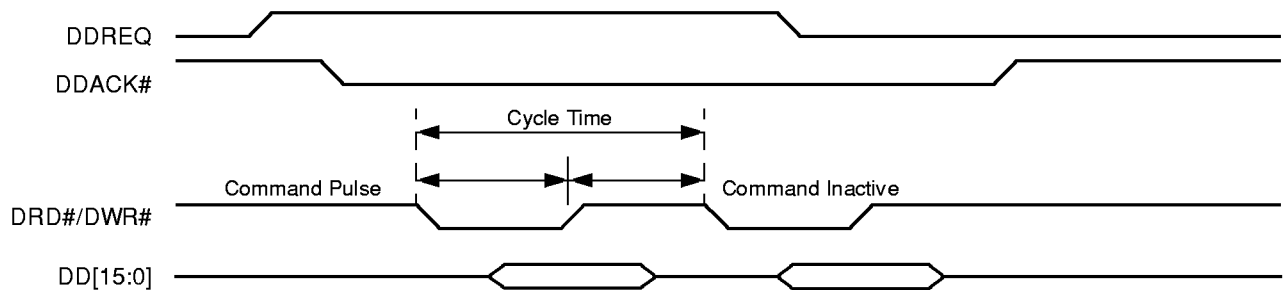 DDREQ
DDACK#
Cycle Time
Command Pulse
Command Inactive
DRD#/DWR#
DD[15:0]